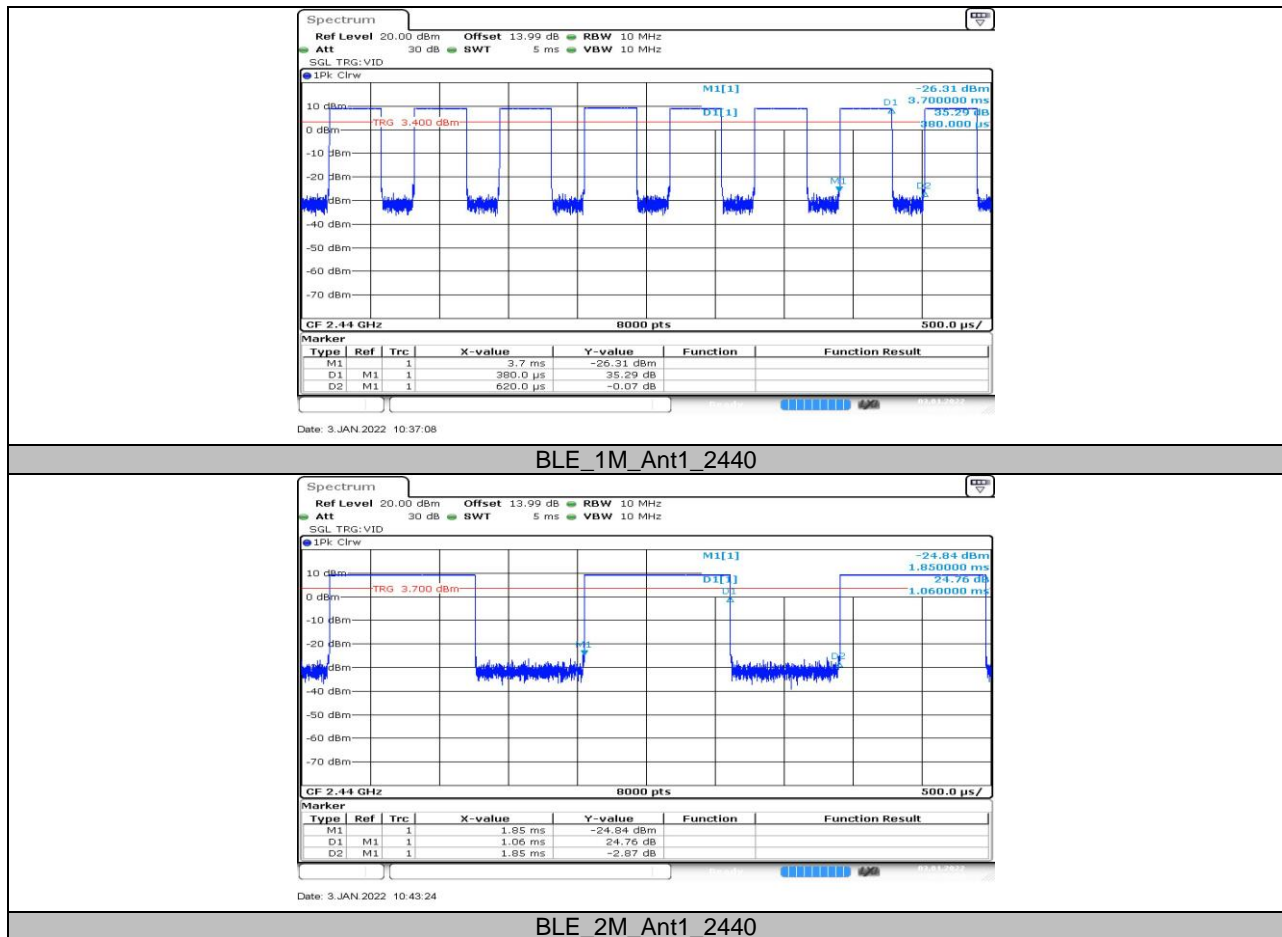 Spectrum
Ref Level 20.00 dBm Offset 13.99 dB RBW 10 MHz
Att 30 dB SWT 5 ms VBW 10 MHz
SGL TRG:VID
1Pk Clrw
M1[1] -26.31 dBm
3.700000 ms
D1[1] 35.29 dB
380.000 µs
D1
10 dBm
TRG 3.400 dBm
0 dBm
-10 dBm
-20 dBm
M1
D2
dBm
-40 dBm
-50 dBm
-60 dBm
-70 dBm
CF 2.44 GHz 8000 pts 500.0 µs/
Marker
Type Ref Trc X-value Y-value Function Function Result
M1 1 3.7 ms -26.31 dBm
D1 M1 1 380.0 µs 35.29 dB
D2 M1 1 620.0 µs -0.07 dB
Date: 3.JAN.2022 10:37:08
BLE_1M_Ant1_2440
Spectrum
Ref Level 20.00 dBm Offset 13.99 dB RBW 10 MHz
Att 30 dB SWT 5 ms VBW 10 MHz
SGL TRG:VID
1Pk Clrw
M1[1] -24.84 dBm
1.850000 ms
D1[1] 24.76 dB
1.060000 ms
10 dBm
TRG 3.700 dBm
D1
0 dBm
-10 dBm
-20 dBm
M1
D2
dBm
-40 dBm
-50 dBm
-60 dBm
-70 dBm
CF 2.44 GHz 8000 pts 500.0 µs/
Marker
Type Ref Trc X-value Y-value Function Function Result
M1 1 1.85 ms -24.84 dBm
D1 M1 1 1.06 ms 24.76 dB
D2 M1 1 1.85 ms -2.87 dB
Date: 3.JAN.2022 10:43:24
BLE_2M_Ant1_2440